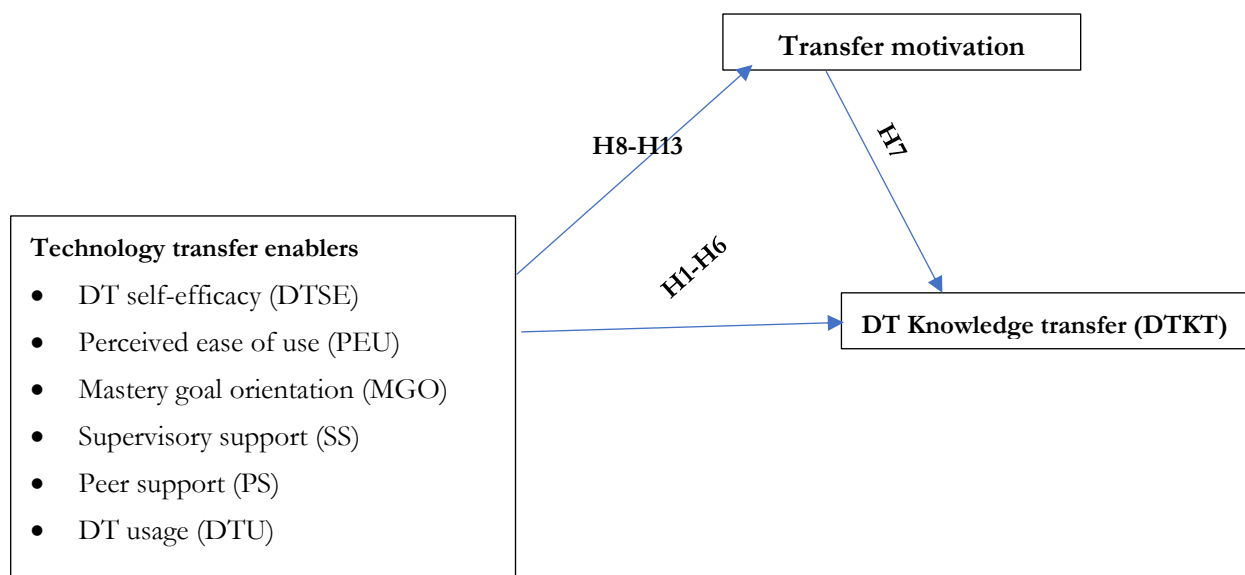 Transfer motivation
H8-H13
H7
Technology transfer enablers
• DT self-efficacy (DTSE)
• Perceived ease of use (PEU)
• Mastery goal orientation (MGO)
• Supervisory support (SS)
• Peer support (PS)
• DT usage (DTU)
H1-H6
DT Knowledge transfer (DTKT)